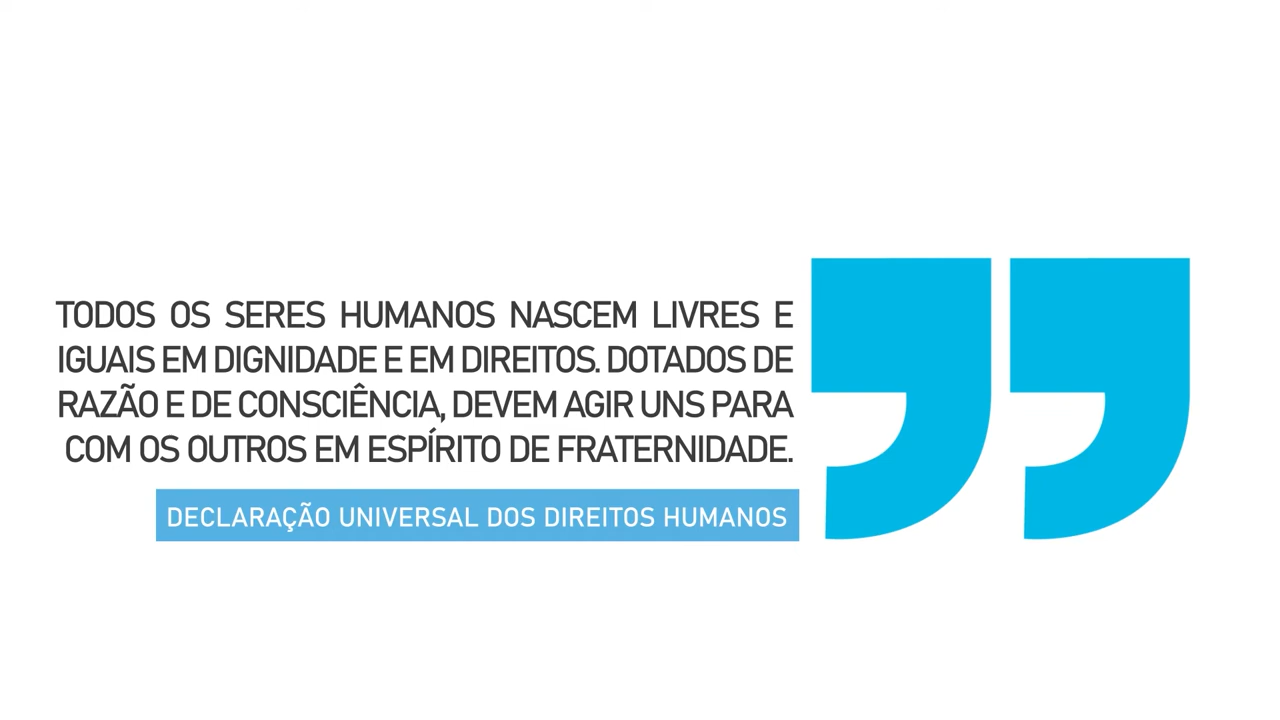 TODOS OS SERES HUMANOS NASCEM LIVRES E
IGUAIS EM DIGNIDADE E EM DIREITOS. DOTADOS DE
RAZÃO E DE CONSCIÊNCIA, DEVEM AGIR UNS PARA
COM OS OUTROS EM ESPÍRITO DE FRATERNIDADE.
DECLARAÇÃO UNIVERSAL DOS DIREITOS HUMANOS